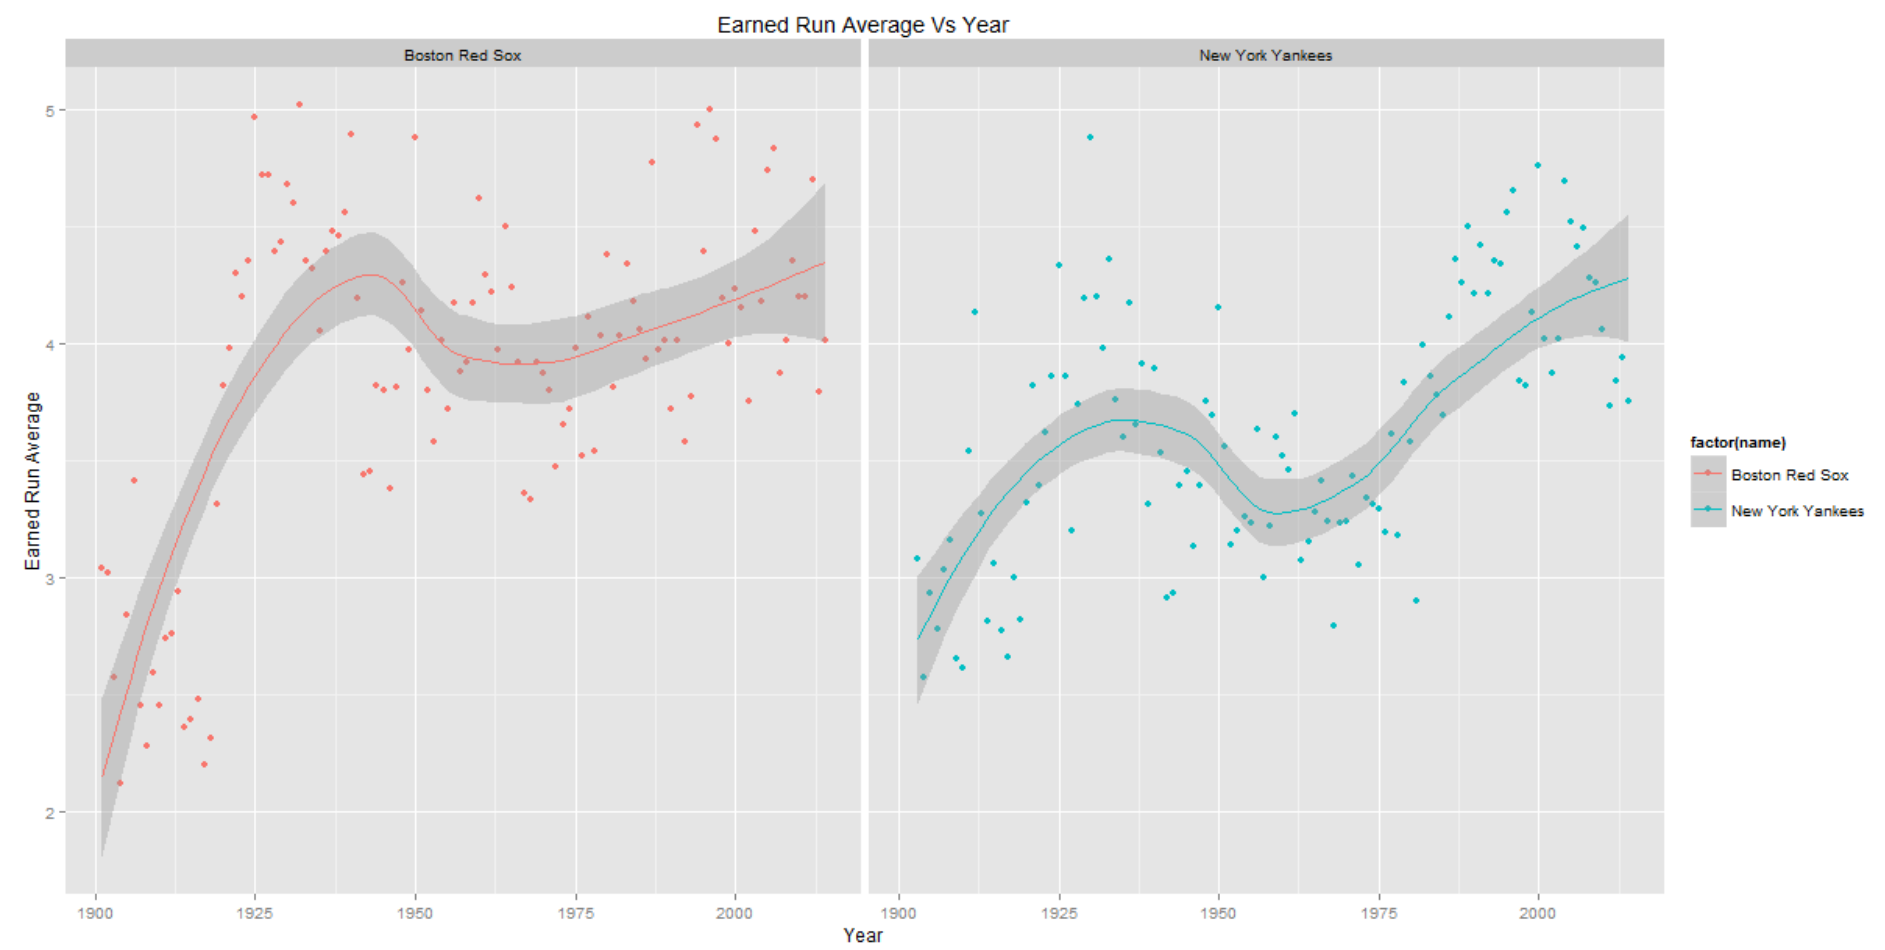 Earned Run Average Vs Year
Boston Red Sox
New York Yankees
5
4
3
2
Earned Run Average
1900 1925 1950 1975 2000
1900 1925 1950 1975 2000
Year
factor(name)
Boston Red Sox
New York Yankees